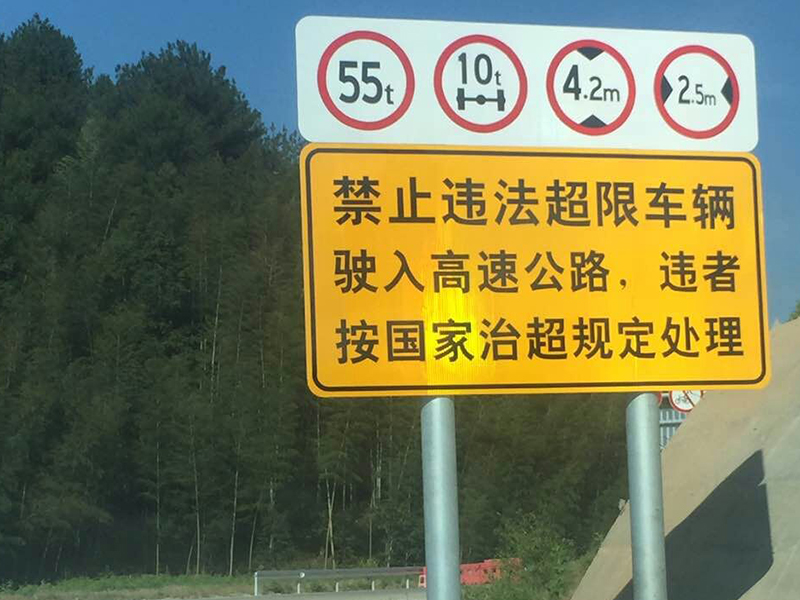 55t 10t 4.2m 2.5m
禁止违法超限车辆
驶入高速公路，违者
按国家治超规定处理